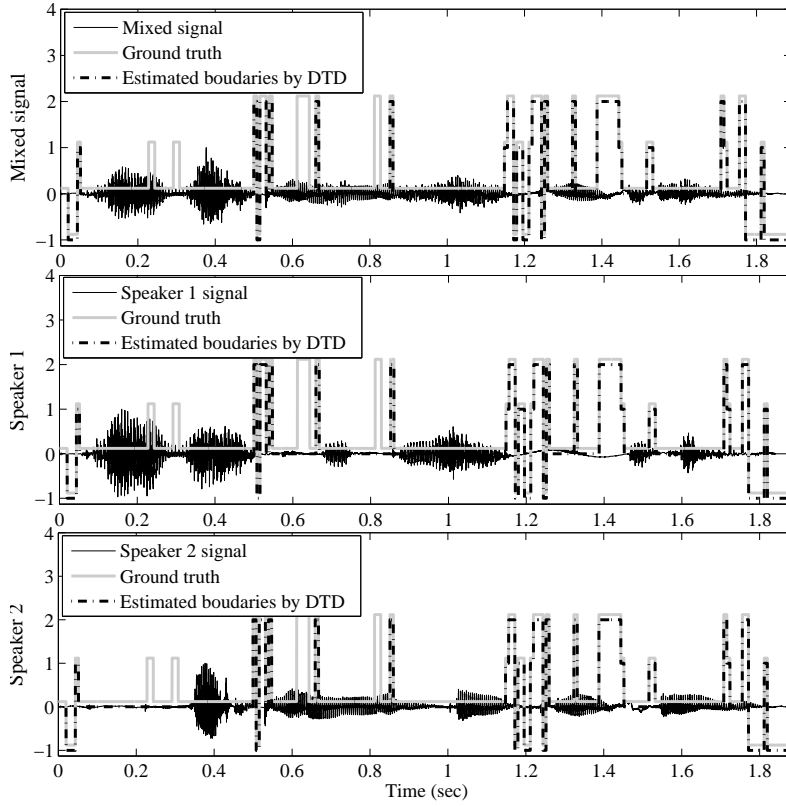 4
3
2
1
0
−1
Mixed signal
Mixed signal
Ground truth
Estimated boudaries by DTD
0 0.2 0.4 0.6 0.8 1 1.2 1.4 1.6 1.8
4
3
2
1
0
−1
Speaker 1
Speaker 1 signal
Ground truth
Estimated boudaries by DTD
0 0.2 0.4 0.6 0.8 1 1.2 1.4 1.6 1.8
4
3
2
1
0
−1
Speaker 2
Speaker 2 signal
Ground truth
Estimated boudaries by DTD
0 0.2 0.4 0.6 0.8 1 1.2 1.4 1.6 1.8
Time (sec)